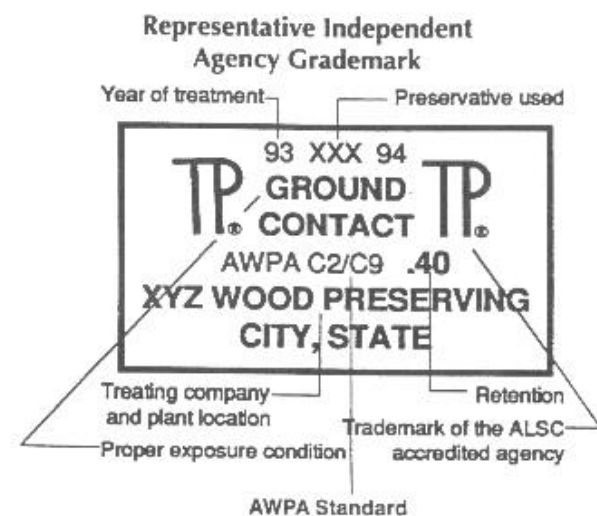 Representative Independent
Agency Grademark
Year of treatment
Preservative used
93 XXX 94
TP® GROUND TP®
CONTACT
AWPA C2/C9 .40
XYZ WOOD PRESERVING
CITY, STATE
Treating company
and plant location
Retention
Proper exposure condition
Trademark of the ALSC
accredited agency
AWPA Standard